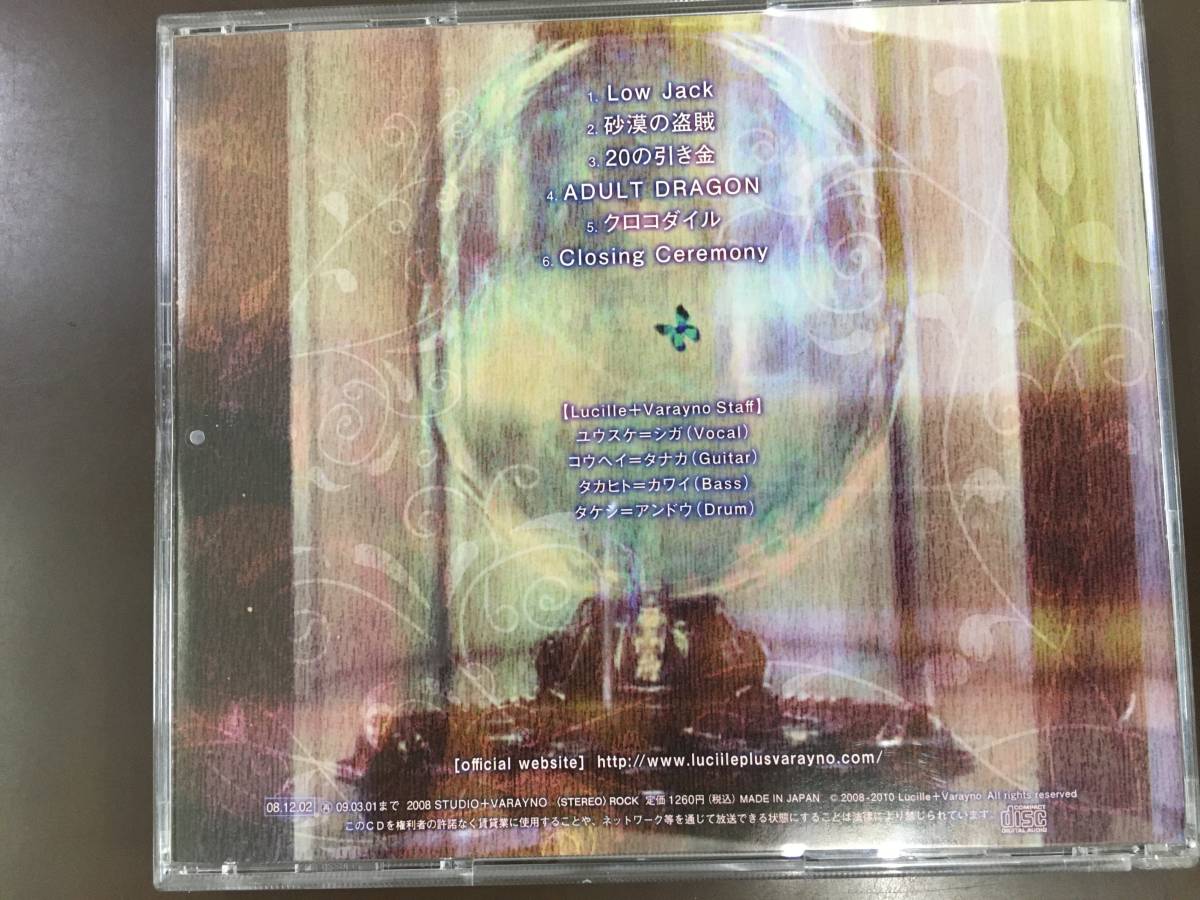 1. Low Jack
2. 砂漠の盗賊
3. 20の引き金
4. ADULT DRAGON
5. クロコダイル
6. Closing Ceremony
【Lucille+Varayno Staff】
ユウスケ=シガ(Vocal)
コウヘイ=タナカ(Guitar)
タカヒト=カワイ(Bass)
タケシ=アンドウ(Drum)
[official website] http://www.luciileplusvarayno.com/
08.12.02 再 09.03.01まで 2008 STUDIO+VARAYNO (STEREO) ROCK 定価1260円(税込) MADE IN JAPAN © 2008-2010 Lucille+Varayno All rights reserved
このCDを権利者の許諾なく賃貸業に使用することや、ネットワーク等を通じて放送できる状態にすることは法律により禁じられています。
COMPACT
disc
DIGITAL AUDIO